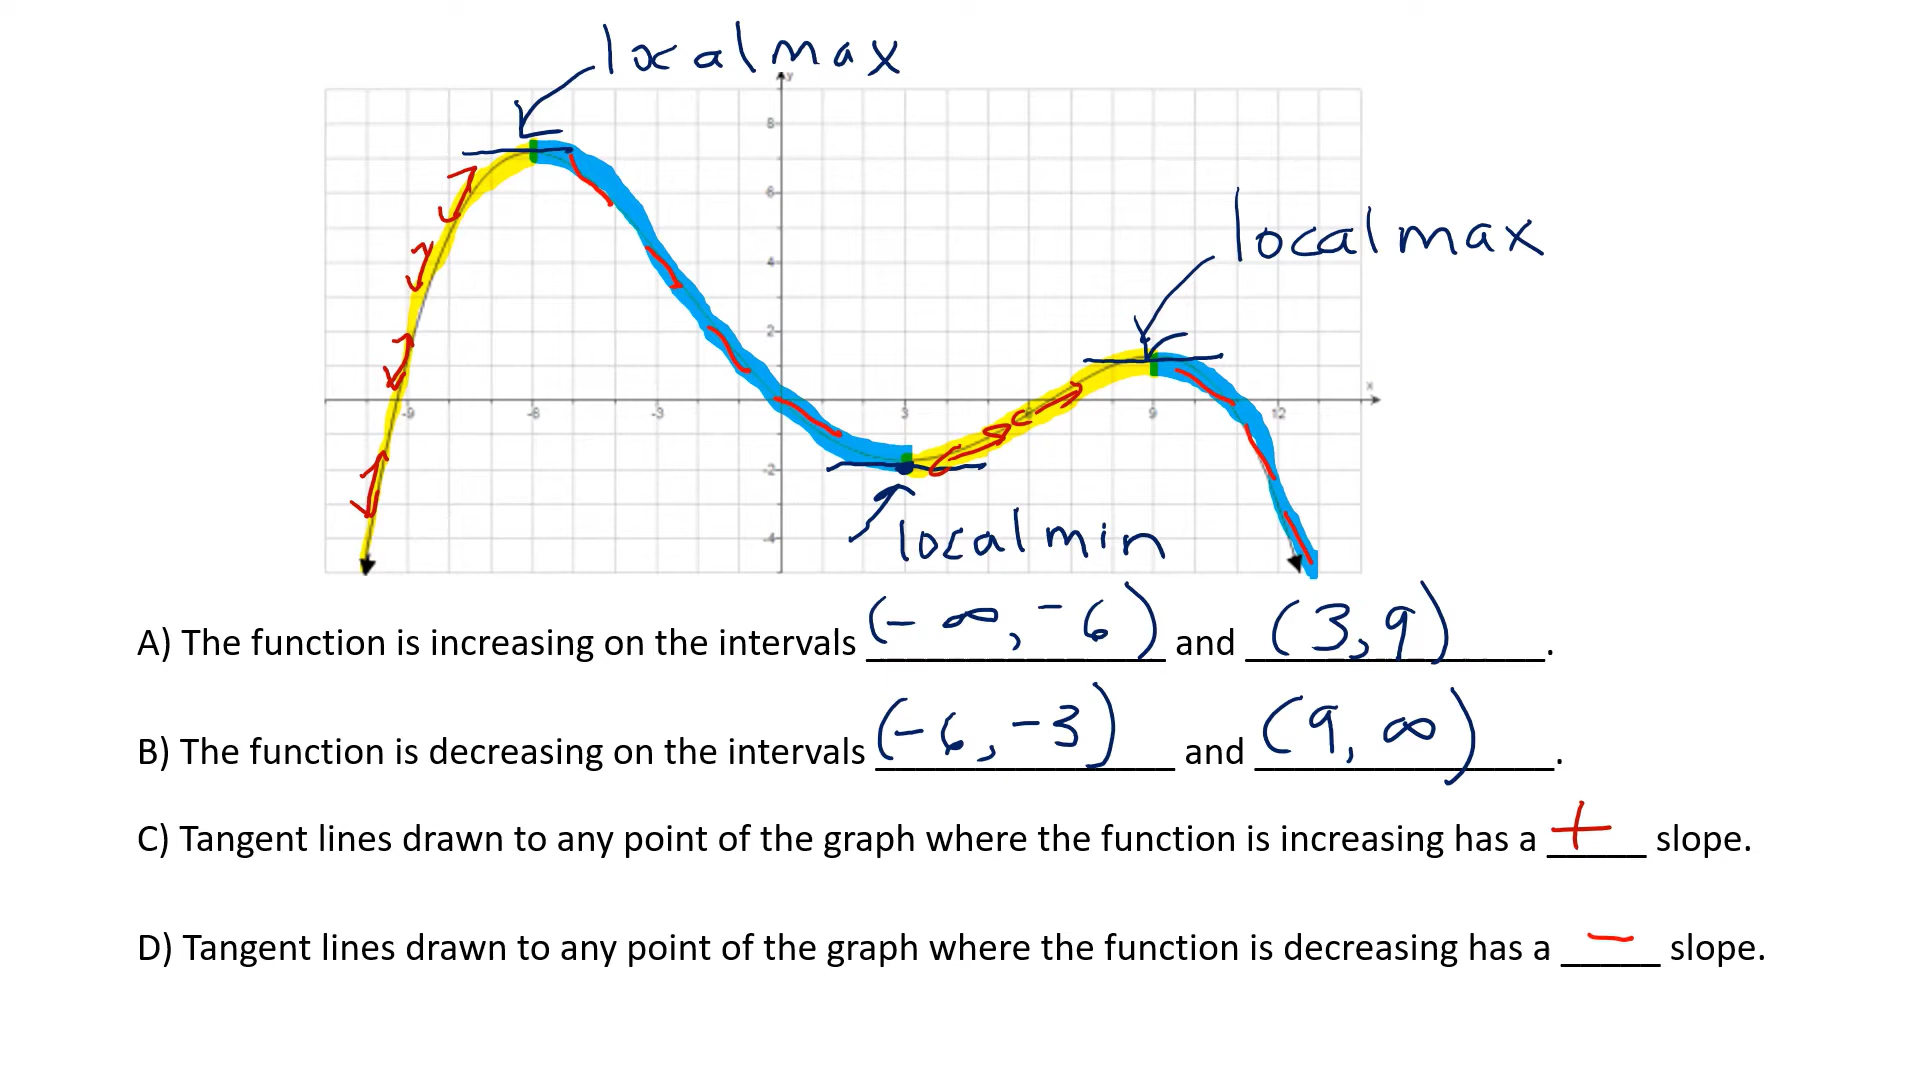 local max
y
8
6
local max
4
2
x
-9 -6 -3 3 6 9 12
-2
-4
local min
A) The function is increasing on the intervals (-∞, -6) and (3, 9).
B) The function is decreasing on the intervals (-6, -3) and (9, ∞).
C) Tangent lines drawn to any point of the graph where the function is increasing has a + slope.
D) Tangent lines drawn to any point of the graph where the function is decreasing has a - slope.